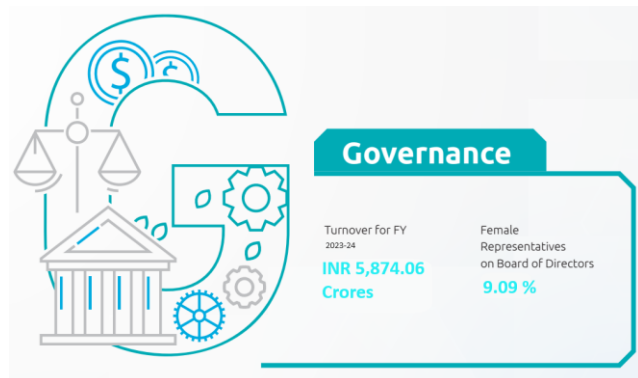 Governance
Turnover for FY
2023-24
INR 5,874.06
Crores
Female
Representatives
on Board of Directors
9.09 %